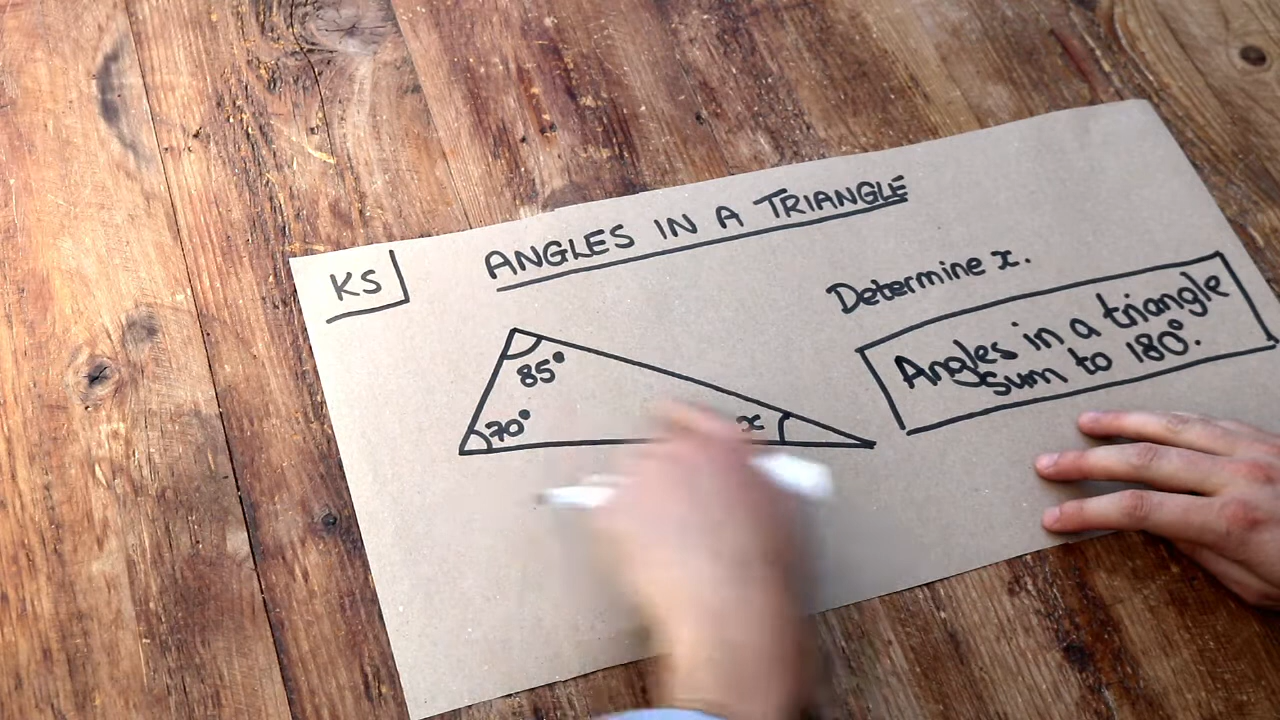 KS
ANGLES IN A TRIANGLE
Determine x.
Angles in a triangle
sum to 180°.
85°
70°
x